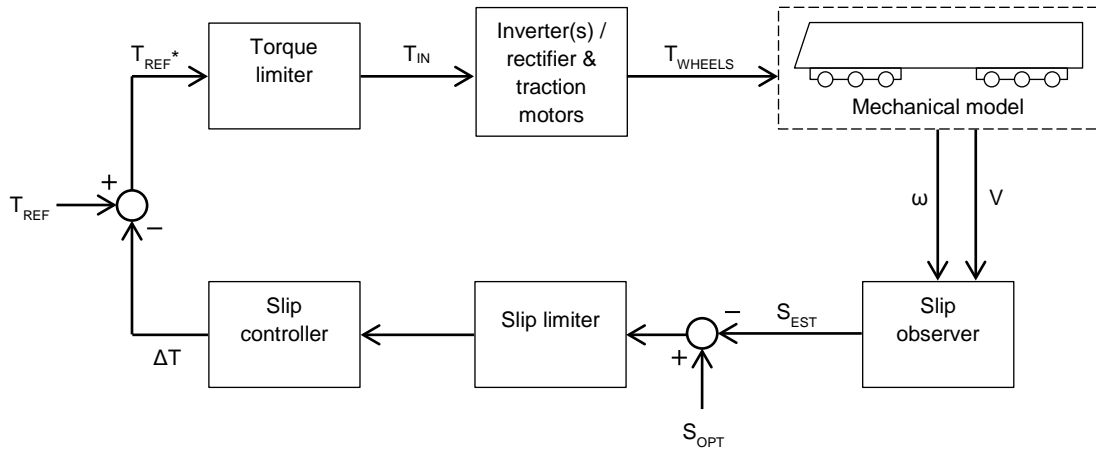 T_REF*
Torque
limiter
T_IN
Inverter(s) /
rectifier &
traction
motors
T_WHEELS
Mechanical model
+
T_REF
−
ω
V
Slip
controller
ΔT
Slip limiter
−
+
S_EST
Slip
observer
S_OPT